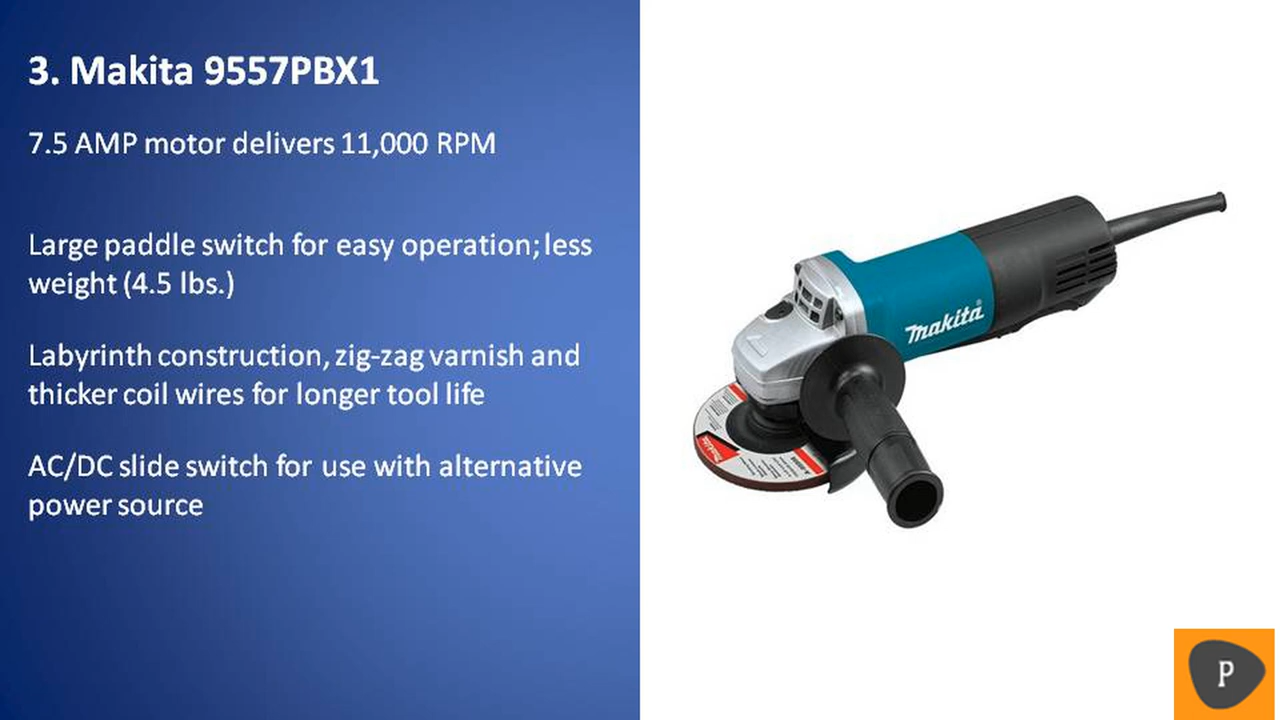 3. Makita 9557PBX1
7.5 AMP motor delivers 11,000 RPM
Large paddle switch for easy operation; less
weight (4.5 lbs.)
Labyrinth construction, zig-zag varnish and
thicker coil wires for longer tool life
AC/DC slide switch for use with alternative
power source
makita
Makita
P